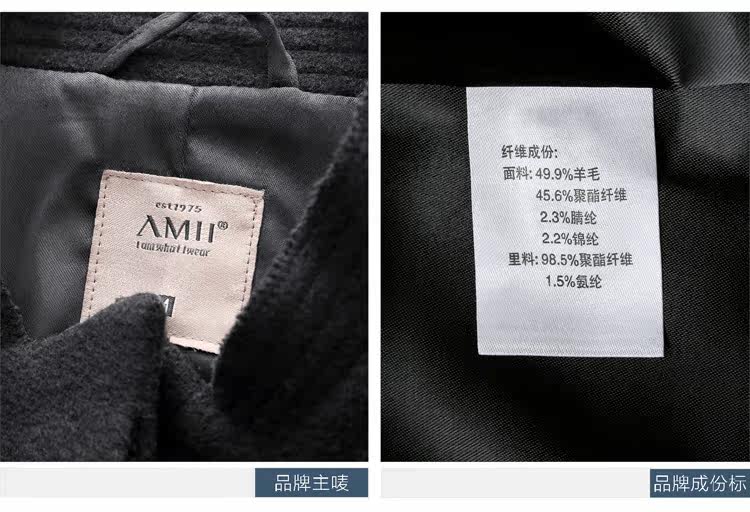 est1975
AMII®
I am what I wear
纤维成份:
面料: 49.9%羊毛
45.6%聚酯纤维
2.3%腈纶
2.2%锦纶
里料: 98.5%聚酯纤维
1.5%氨纶
品牌主唛
品牌成份标